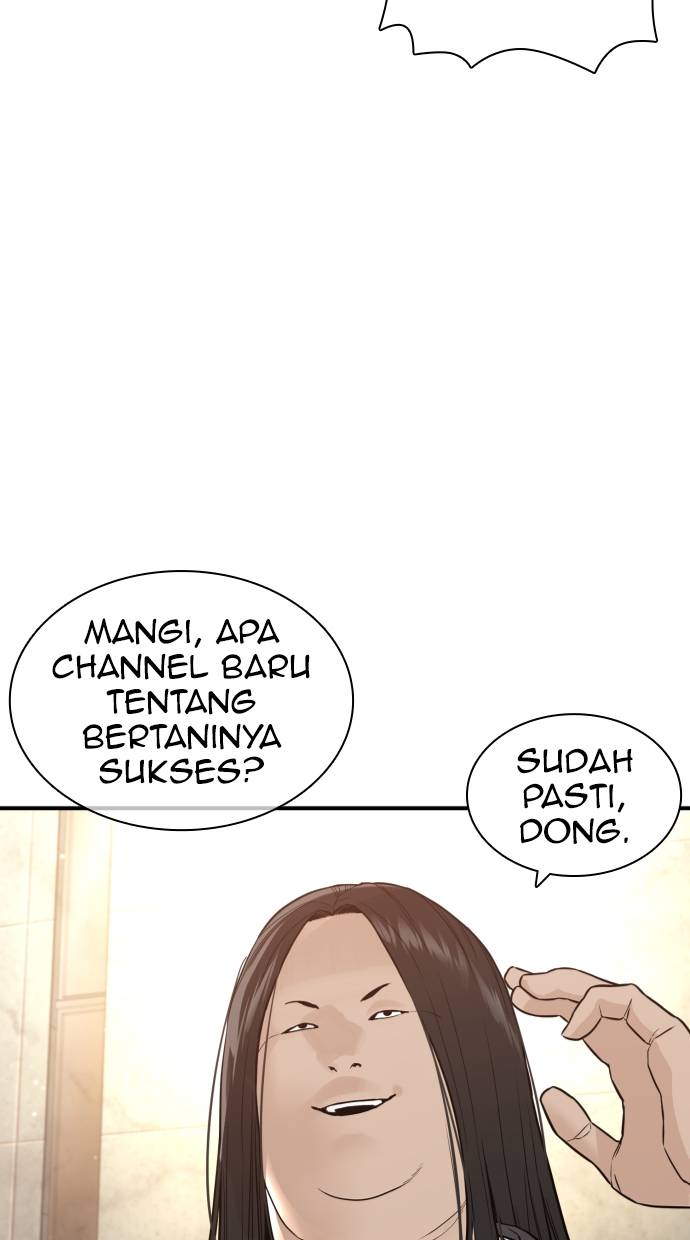 MANGI, APA
CHANNEL BARU
TENTANG
BERTANINYA
SUKSES?
SUDAH
PASTI,
DONG.